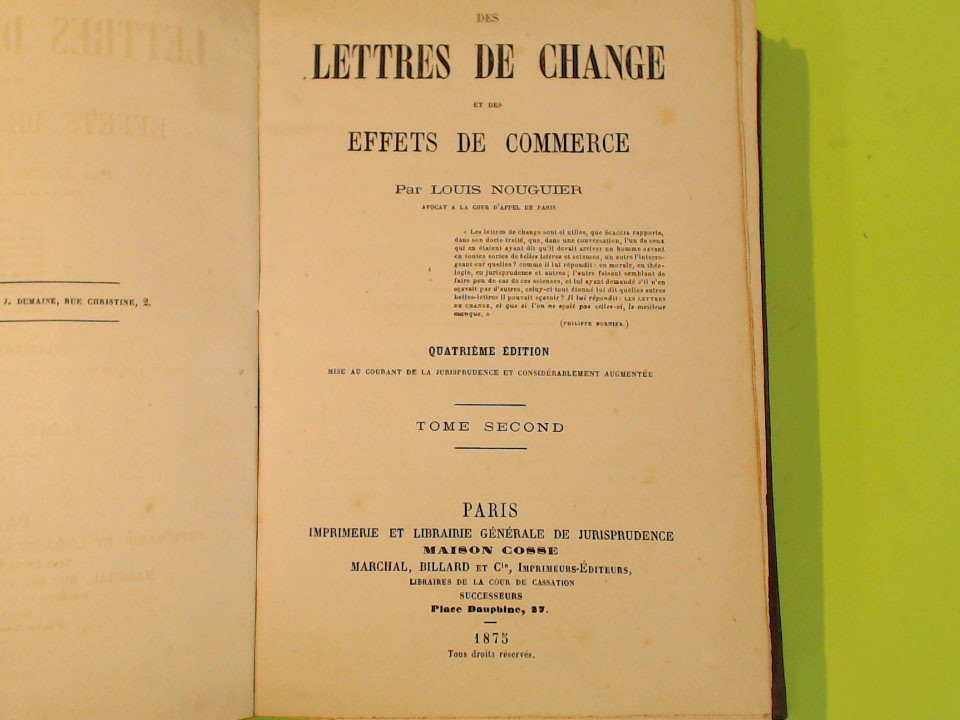 J. DUMAINE, RUE CHRISTINE, 2.
DES
LETTRES DE CHANGE
ET DES
EFFETS DE COMMERCE
Par LOUIS NOUGUIER
AVOCAT A LA COUR D'APPEL DE PARIS
« Les lettres de change sont si utiles, que SCACCIA rapporte,
dans son docte traité, que, dans une conversation, l'un de ceux
qui en étaient ayant dit qu'il devait arriver un homme savant
en toutes sortes de belles lettres et sciences, un autre l'interro-
geant sur quelles ? comme il lui répondit : en morale, en théo-
logie, en jurisprudence et autres ; l'autre faisant semblant de
faire peu de cas de ces sciences, et lui ayant demandé s'il n'en
sçavait pas d'autres, celuy-ci tout étonné lui dit quelles autres
belles-lettres il pouvait sçavoir ? Il lui répondit : LES LETTRES
DE CHANGE, et que si l'on ne sçait pas celles-ci, le meilleur
manque. »
(PHILIPPE BORNIER.)
QUATRIÈME ÉDITION
MISE AU COURANT DE LA JURISPRUDENCE ET CONSIDÉRABLEMENT AUGMENTÉE
TOME SECOND
PARIS
IMPRIMERIE ET LIBRAIRIE GÉNÉRALE DE JURISPRUDENCE
MAISON COSSE
MARCHAL, BILLARD ET Cie, IMPRIMEURS-ÉDITEURS,
LIBRAIRES DE LA COUR DE CASSATION
SUCCESSEURS
Place Dauphine, 27.
1875
Tous droits réservés.